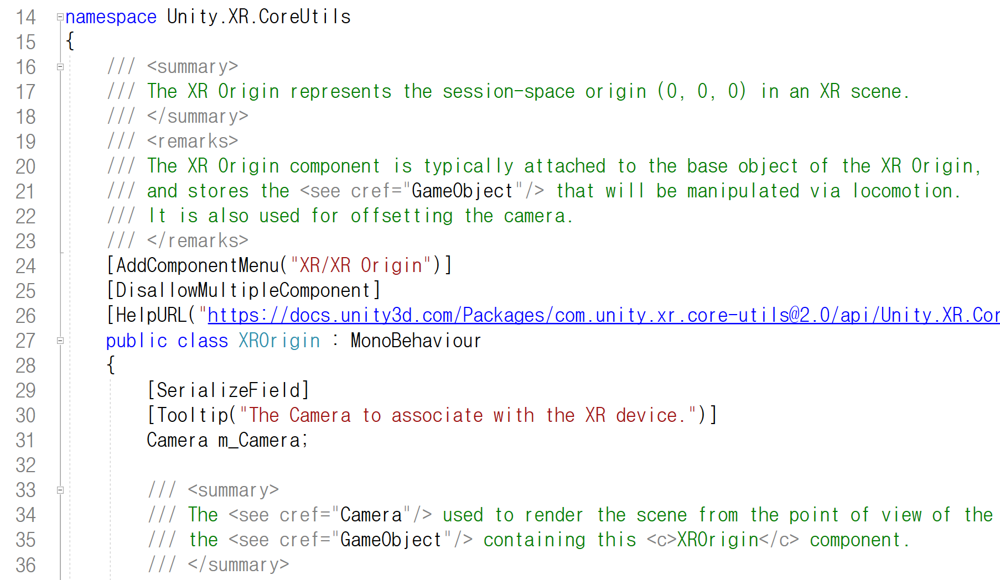 14 namespace Unity.XR.CoreUtils
15 {
16 /// <summary>
17 /// The XR Origin represents the session-space origin (0, 0, 0) in an XR scene.
18 /// </summary>
19 /// <remarks>
20 /// The XR Origin component is typically attached to the base object of the XR Origin,
21 /// and stores the <see cref="GameObject"/> that will be manipulated via locomotion.
22 /// It is also used for offsetting the camera.
23 /// </remarks>
24 [AddComponentMenu("XR/XR Origin")]
25 [DisallowMultipleComponent]
26 [HelpURL("https://docs.unity3d.com/Packages/com.unity.xr.core-utils@2.0/api/Unity.XR.Cor
27 public class XROrigin : MonoBehaviour
28 {
29 [SerializeField]
30 [Tooltip("The Camera to associate with the XR device.")]
31 Camera m_Camera;
32
33 /// <summary>
34 /// The <see cref="Camera"/> used to render the scene from the point of view of the
35 /// the <see cref="GameObject"/> containing this <c>XROrigin</c> component.
36 /// </summary>